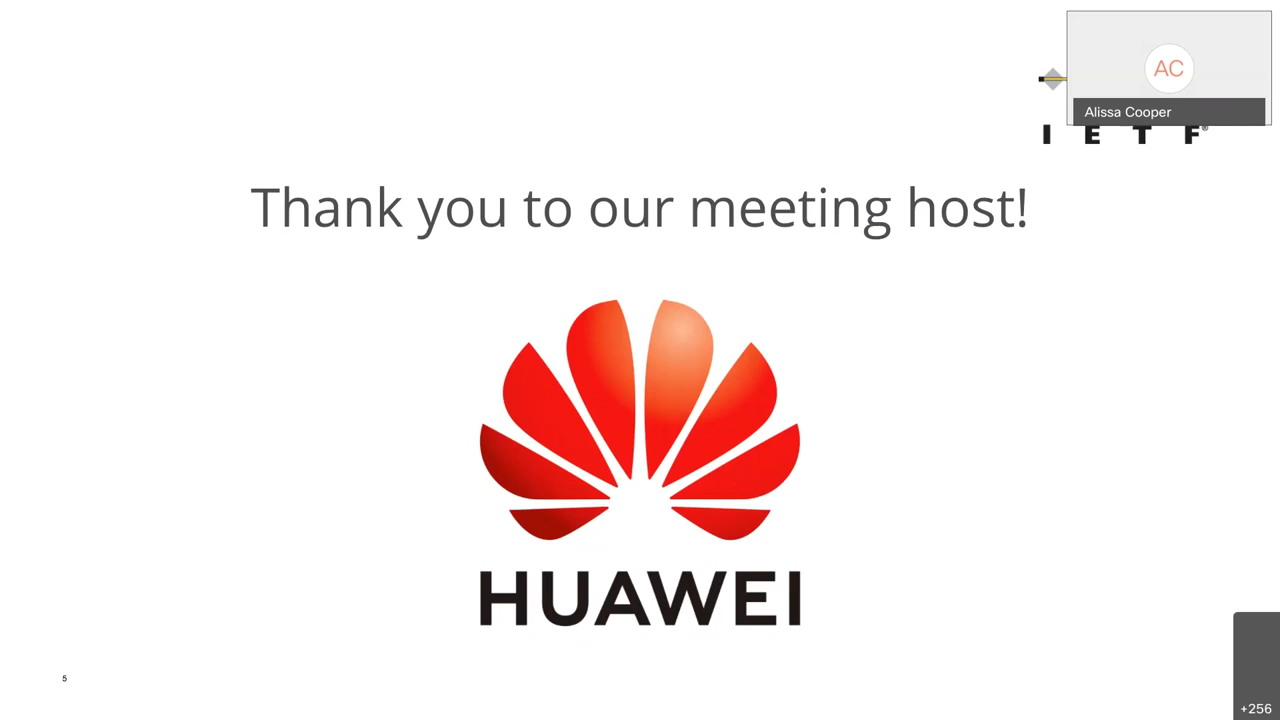 AC
Alissa Cooper
I E T F®
Thank you to our meeting host!
HUAWEI
5
+256